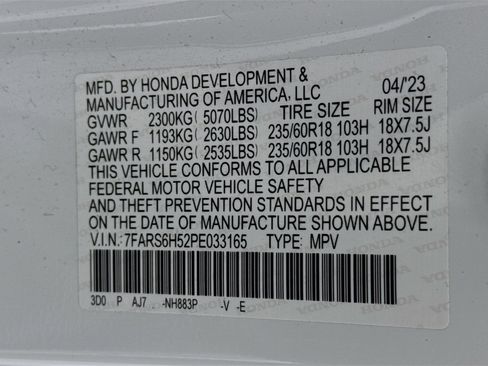 MFD. BY HONDA DEVELOPMENT & 04/'23
MANUFACTURING OF AMERICA, LLC
GVWR 2300KG( 5070LBS) TIRE SIZE RIM SIZE
GAWR F 1193KG( 2630LBS) 235/60R18 103H 18X7.5J
GAWR R 1150KG( 2535LBS) 235/60R18 103H 18X7.5J
THIS VEHICLE CONFORMS TO ALL APPLICABLE
FEDERAL MOTOR VEHICLE SAFETY
AND THEFT PREVENTION STANDARDS IN EFFECT
ON THE DATE OF MANUFACTURE SHOWN ABOVE.
V.I.N.: 7FARS6H52PE033165 TYPE: MPV
3D0 P AJ7 -NH883P -V -E